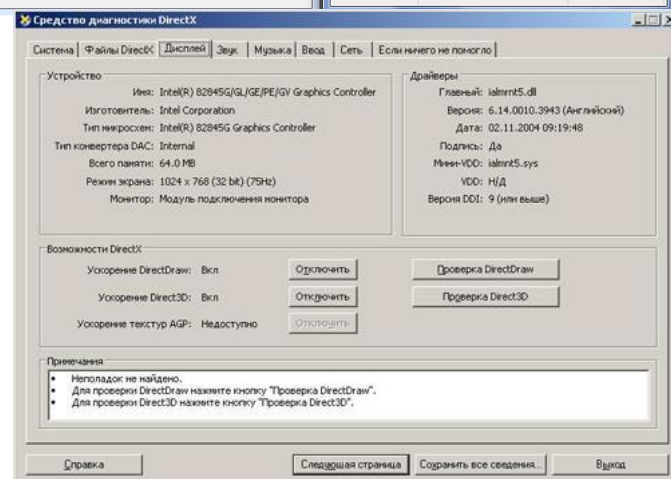 Средство диагностики DirectX
Система Файлы DirectX Дисплей Звук Музыка Ввод Сеть Если ничего не помогло
Устройство
Имя: Intel(R) 82845G/GL/GE/PE/GV Graphics Controller
Изготовитель: Intel Corporation
Тип микросхем: Intel(R) 82845G Graphics Controller
Тип конвертера DAC: Internal
Всего памяти: 64.0 MB
Режим экрана: 1024 x 768 (32 bit) (75Hz)
Монитор: Модуль подключения монитора
Драйверы
Главный: ialmrnt5.dll
Версия: 6.14.0010.3943 (Английский)
Дата: 02.11.2004 09:19:48
Подпись: Да
Мини-VDD: ialmnt5.sys
VDD: Н/Д
Версия DDI: 9 (или выше)
Возможности DirectX
Ускорение DirectDraw: Вкл Отключить Проверка DirectDraw
Ускорение Direct3D: Вкл Отключить Проверка Direct3D
Ускорение текстур AGP: Недоступно Отключить
Примечания
• Неполадок не найдено.
• Для проверки DirectDraw нажмите кнопку "Проверка DirectDraw".
• Для проверки Direct3D нажмите кнопку "Проверка Direct3D".
Справка Следующая страница Сохранить все сведения... Выход